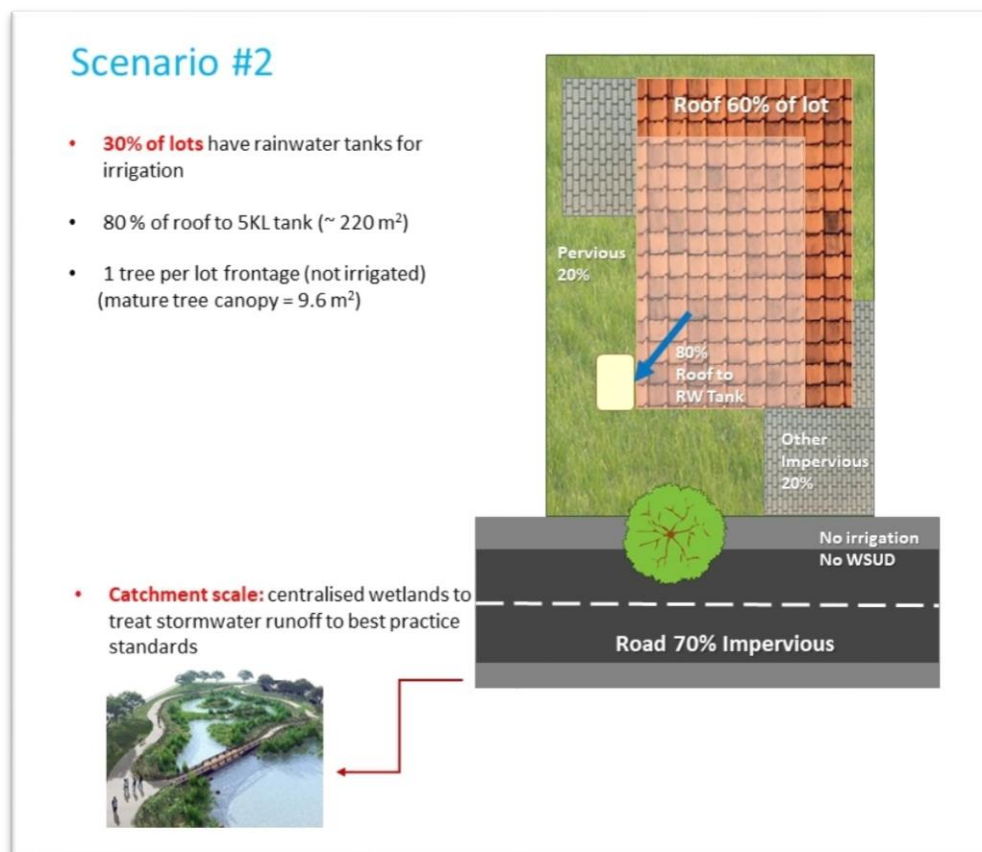 Scenario #2
• 30% of lots have rainwater tanks for
irrigation
• 80 % of roof to 5KL tank (~ 220 m²)
• 1 tree per lot frontage (not irrigated)
(mature tree canopy = 9.6 m²)
Roof 60% of lot
Pervious
20%
80%
Roof to
RW Tank
Other
Impervious
20%
No irrigation
No WSUD
Road 70% Impervious
• Catchment scale: centralised wetlands to
treat stormwater runoff to best practice
standards